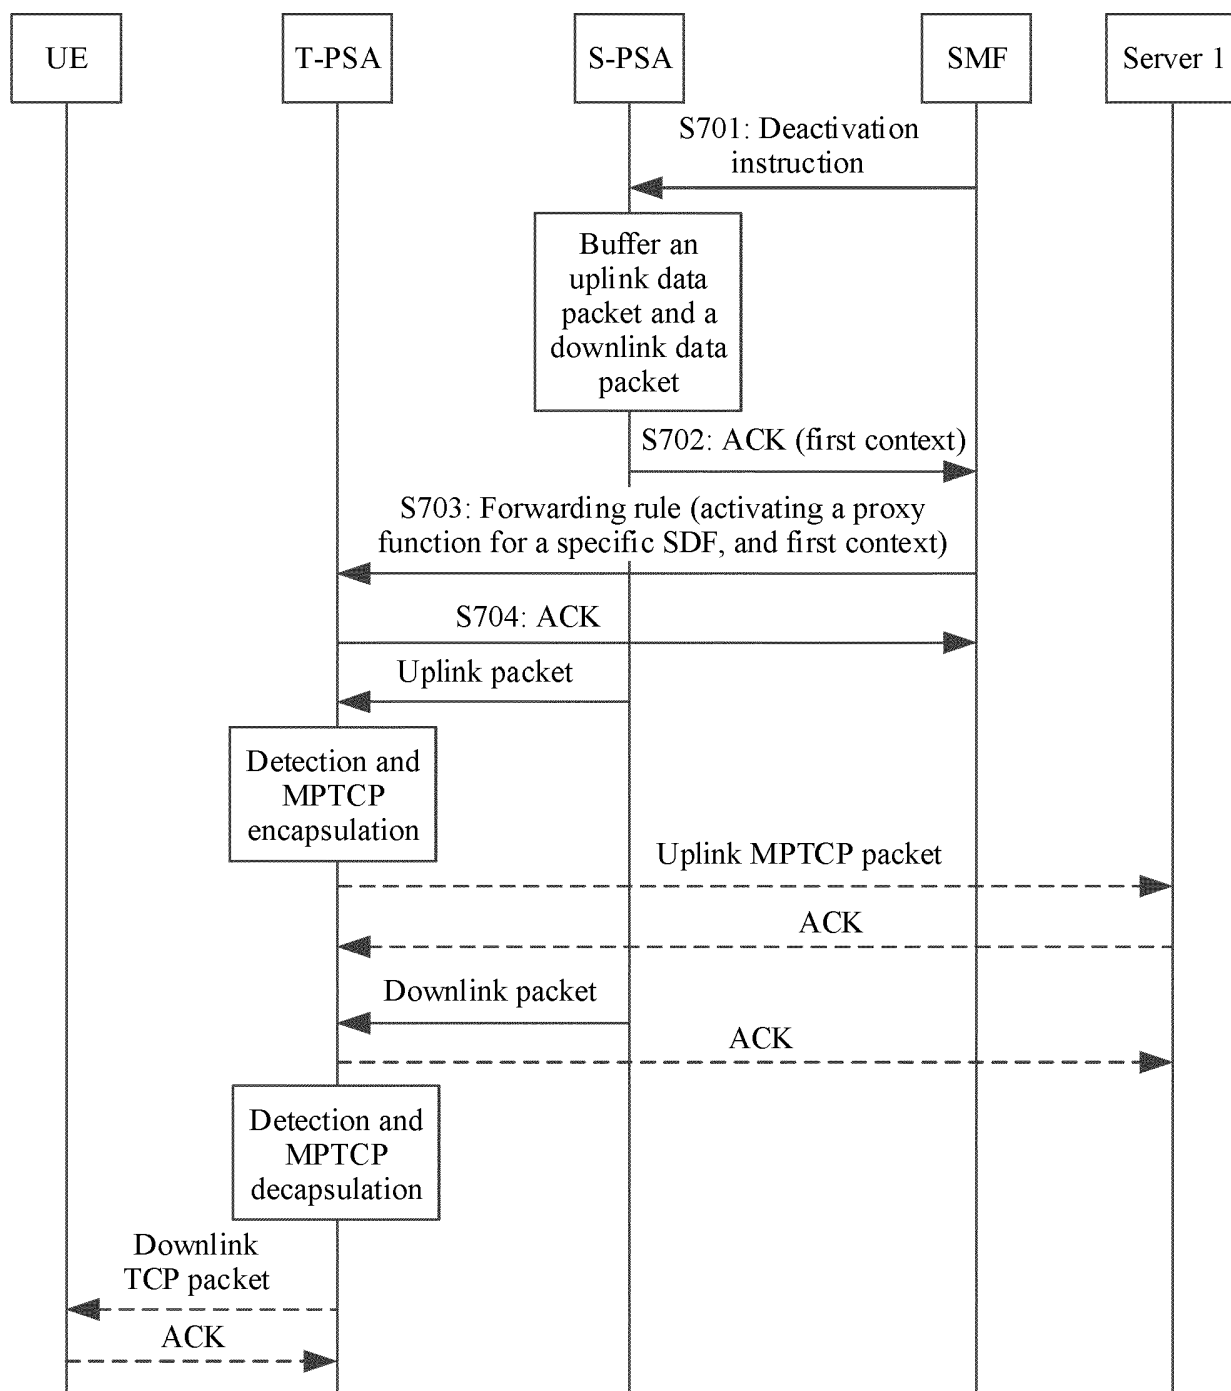 UE
T-PSA
S-PSA
SMF
Server 1
S701: Deactivation
instruction
Buffer an
uplink data
packet and a
downlink data
packet
S702: ACK (first context)
S703: Forwarding rule (activating a proxy
function for a specific SDF, and first context)
S704: ACK
Uplink packet
Detection and
MPTCP
encapsulation
Uplink MPTCP packet
ACK
Downlink packet
ACK
Detection and
MPTCP
decapsulation
Downlink
TCP packet
ACK